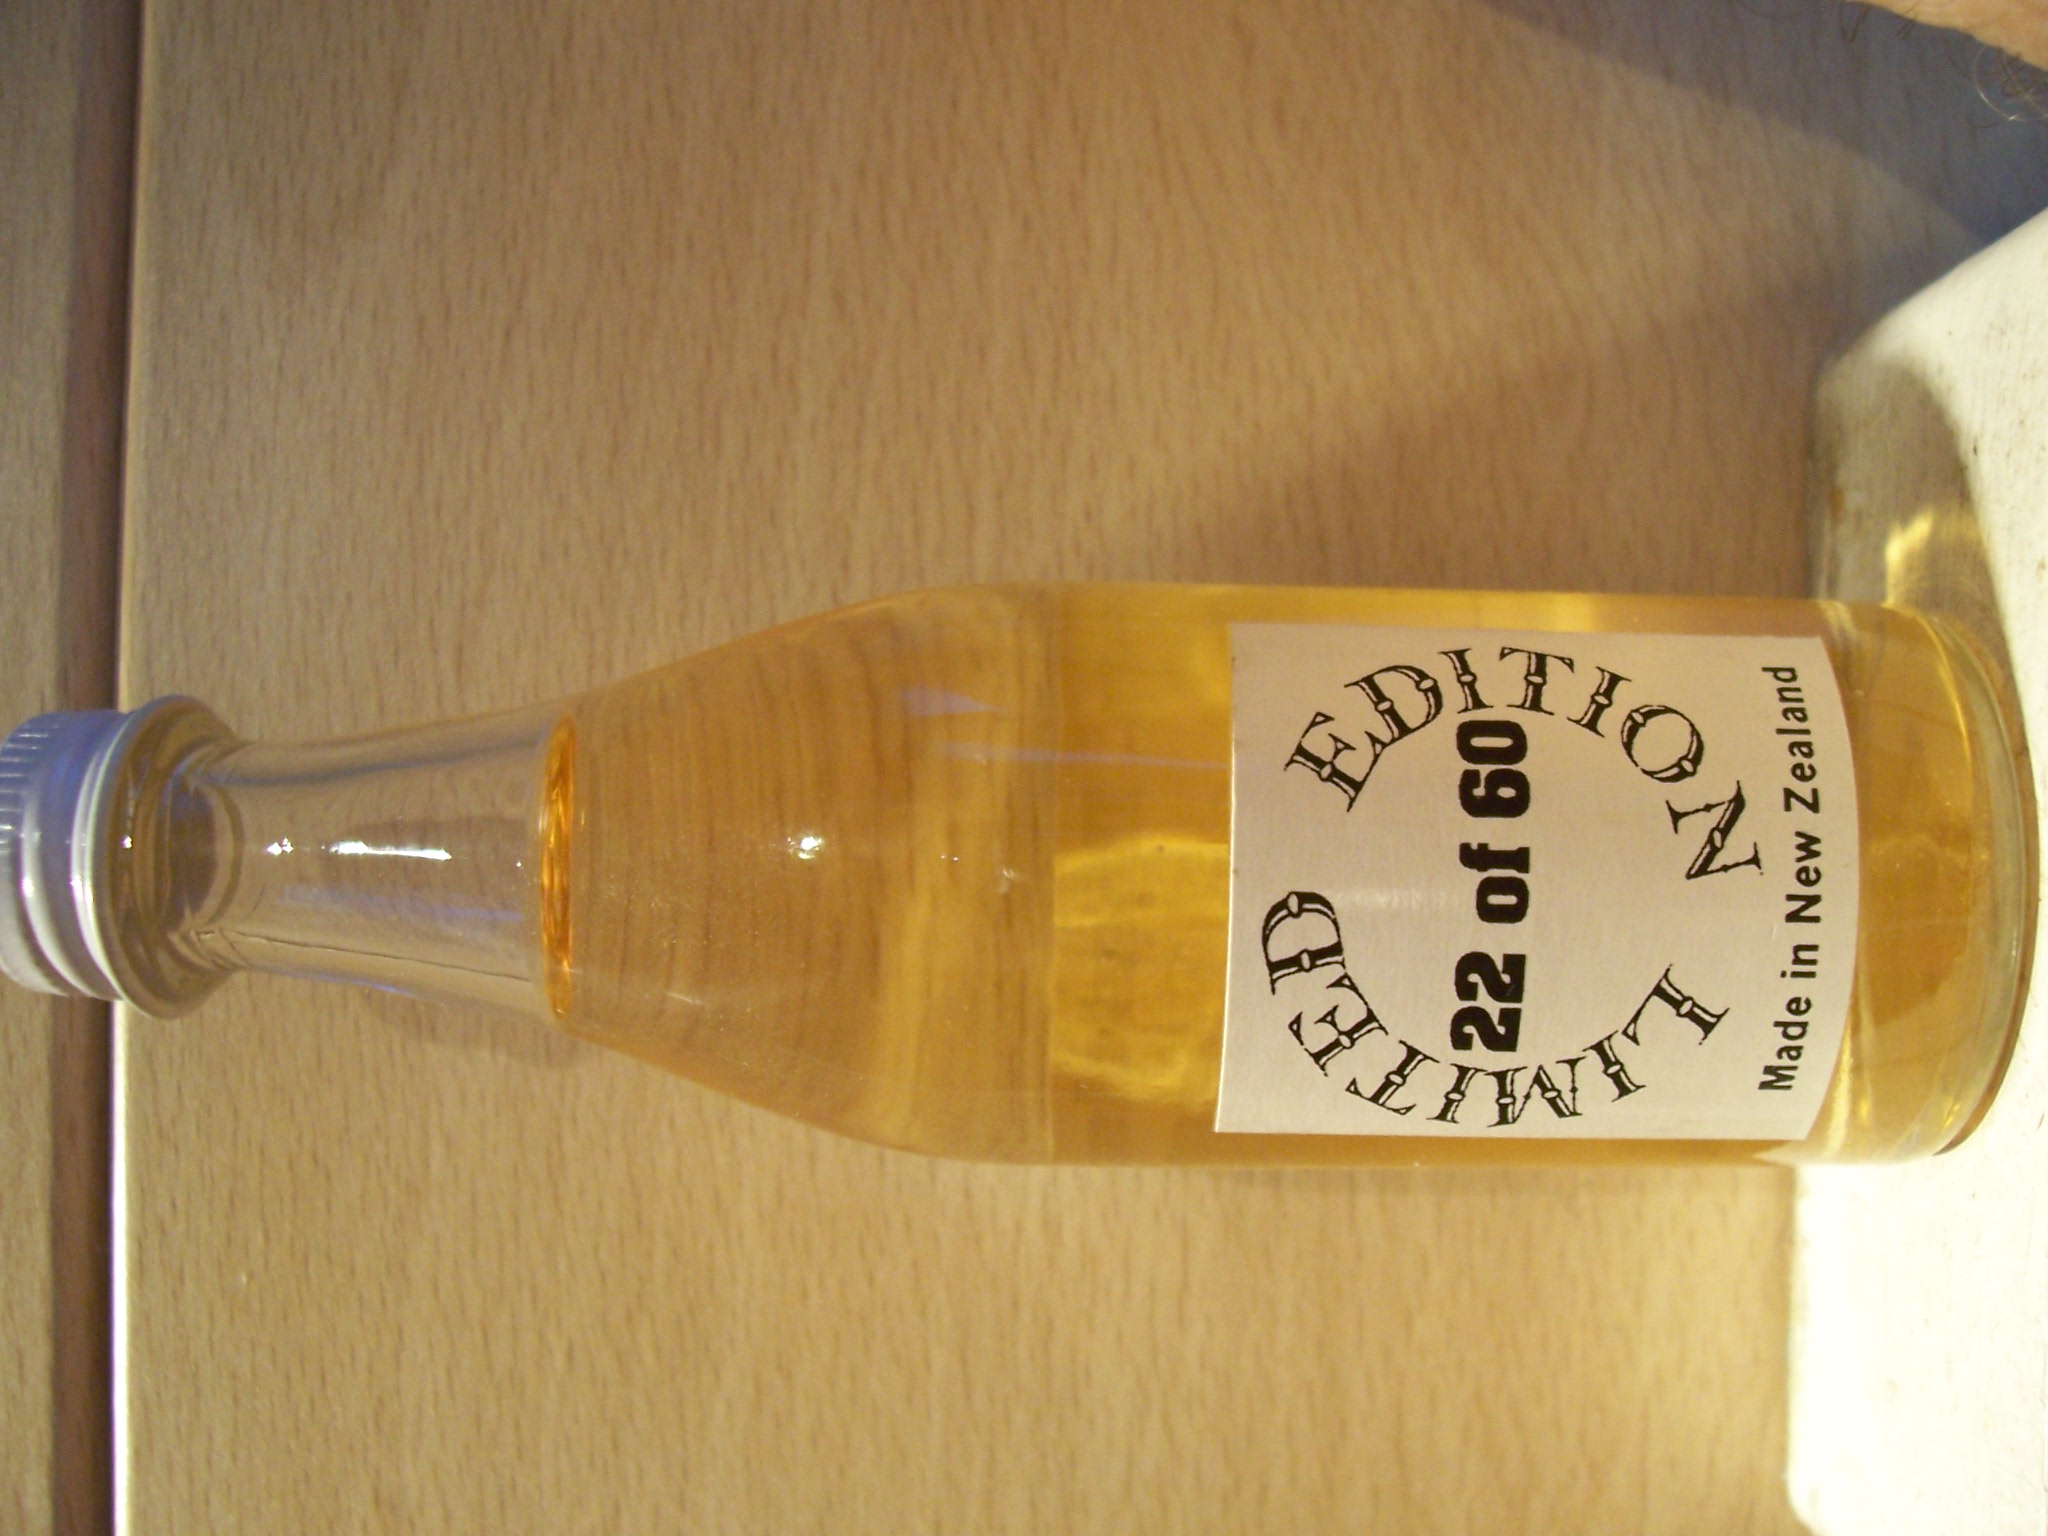 LIMITED EDITION
22 of 60
Made in New Zealand